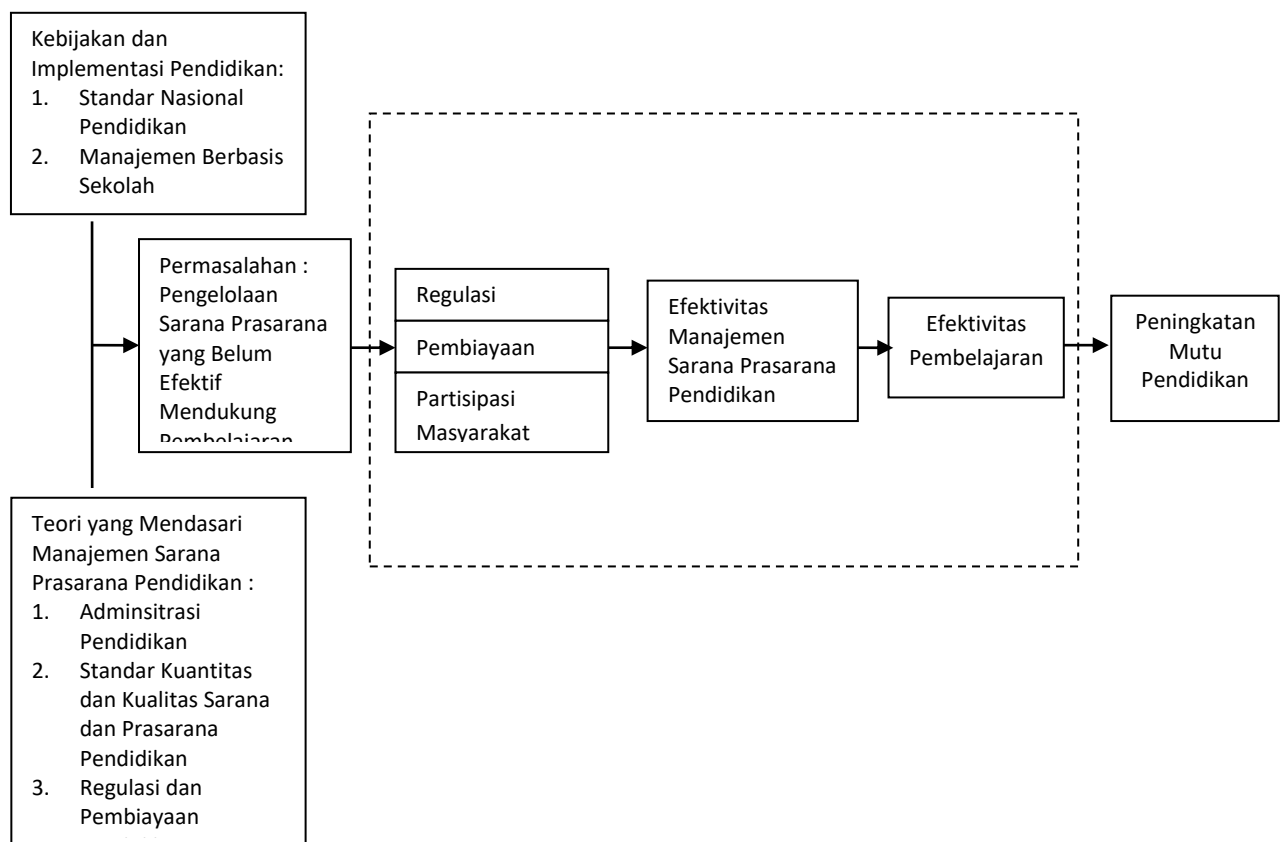 Kebijakan dan
Implementasi Pendidikan:
1. Standar Nasional
Pendidikan
2. Manajemen Berbasis
Sekolah
Permasalahan :
Pengelolaan
Sarana Prasarana
yang Belum
Efektif
Mendukung
Pembelajaran
Regulasi
Pembiayaan
Partisipasi
Masyarakat
Efektivitas
Manajemen
Sarana Prasarana
Pendidikan
Efektivitas
Pembelajaran
Peningkatan
Mutu
Pendidikan
Teori yang Mendasari
Manajemen Sarana
Prasarana Pendidikan :
1. Adminsitrasi
Pendidikan
2. Standar Kuantitas
dan Kualitas Sarana
dan Prasarana
Pendidikan
3. Regulasi dan
Pembiayaan